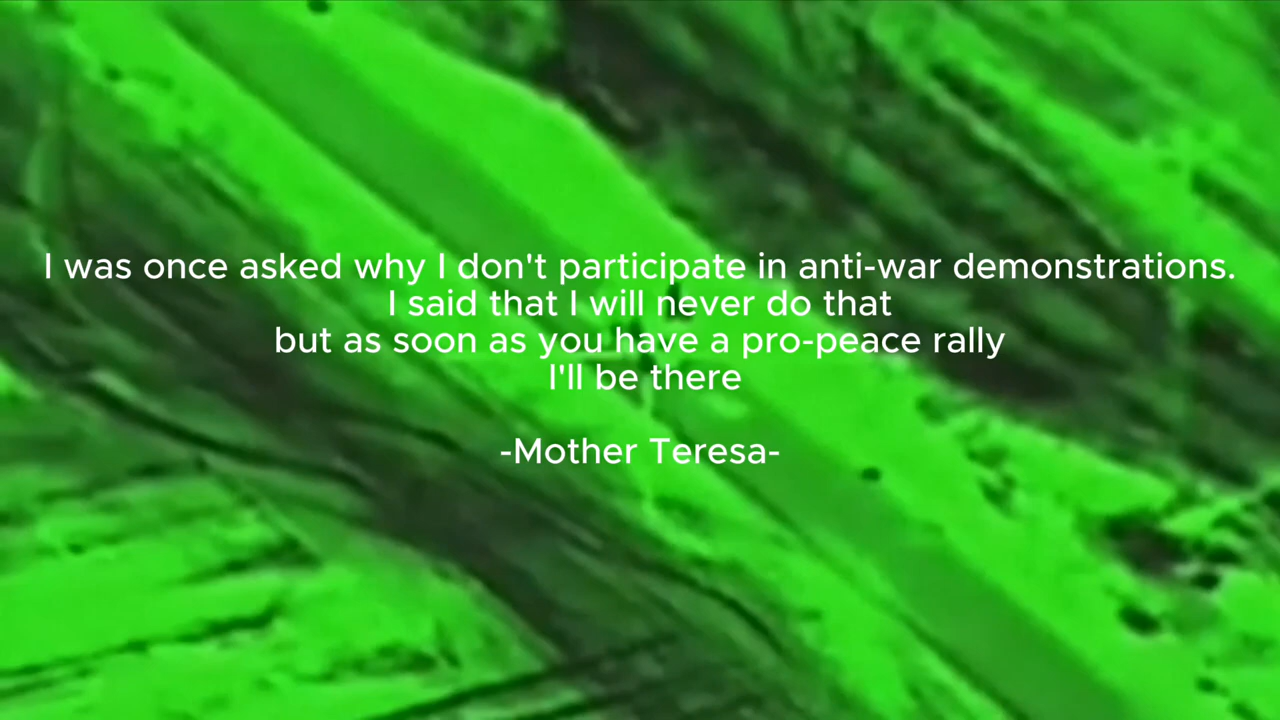 I was once asked why I don't participate in anti-war demonstrations.
I said that I will never do that
but as soon as you have a pro-peace rally
I'll be there
-Mother Teresa-